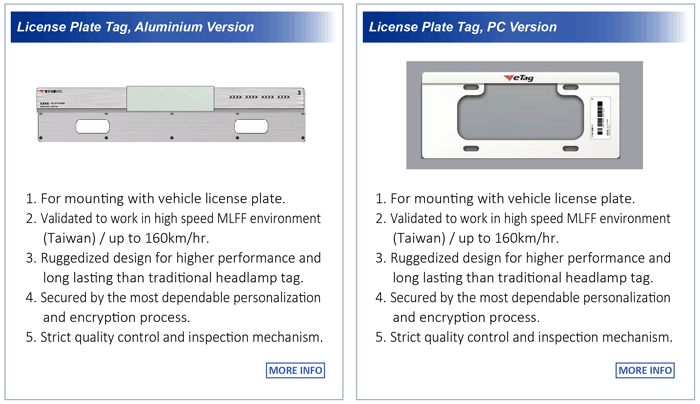 License Plate Tag, Aluminium Version
XXXX XXXX XXXX XXXX
3
1. For mounting with vehicle license plate.
2. Validated to work in high speed MLFF environment
(Taiwan) / up to 160km/hr.
3. Ruggedized design for higher performance and
long lasting than traditional headlamp tag.
4. Secured by the most dependable personalization
and encryption process.
5. Strict quality control and inspection mechanism.
MORE INFO
License Plate Tag, PC Version
eTag
1. For mounting with vehicle license plate.
2. Validated to work in high speed MLFF environment
(Taiwan) / up to 160km/hr.
3. Ruggedized design for higher performance and
long lasting than traditional headlamp tag.
4. Secured by the most dependable personalization
and encryption process.
5. Strict quality control and inspection mechanism.
MORE INFO